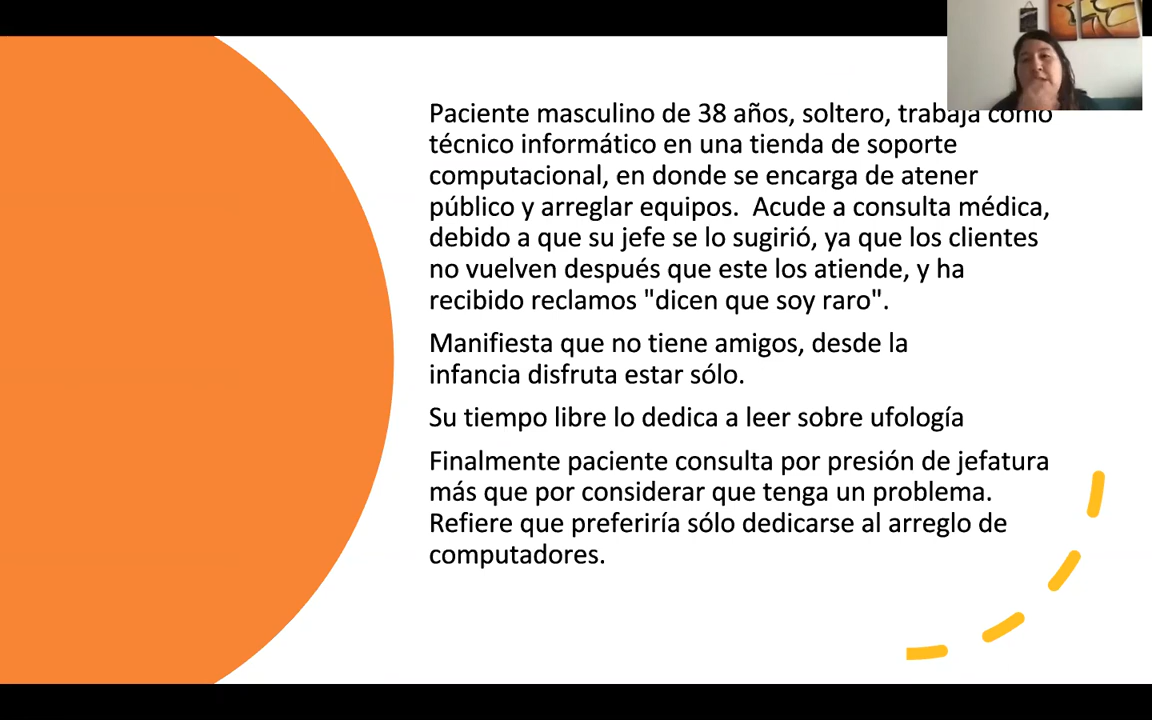 Paciente masculino de 38 años, soltero, trabaja como
técnico informático en una tienda de soporte
computacional, en donde se encarga de atener
público y arreglar equipos.  Acude a consulta médica,
debido a que su jefe se lo sugirió, ya que los clientes
no vuelven después que este los atiende, y ha
recibido reclamos "dicen que soy raro".
Manifiesta que no tiene amigos, desde la
infancia disfruta estar sólo.
Su tiempo libre lo dedica a leer sobre ufología
Finalmente paciente consulta por presión de jefatura
más que por considerar que tenga un problema.
Refiere que preferiría sólo dedicarse al arreglo de
computadores.